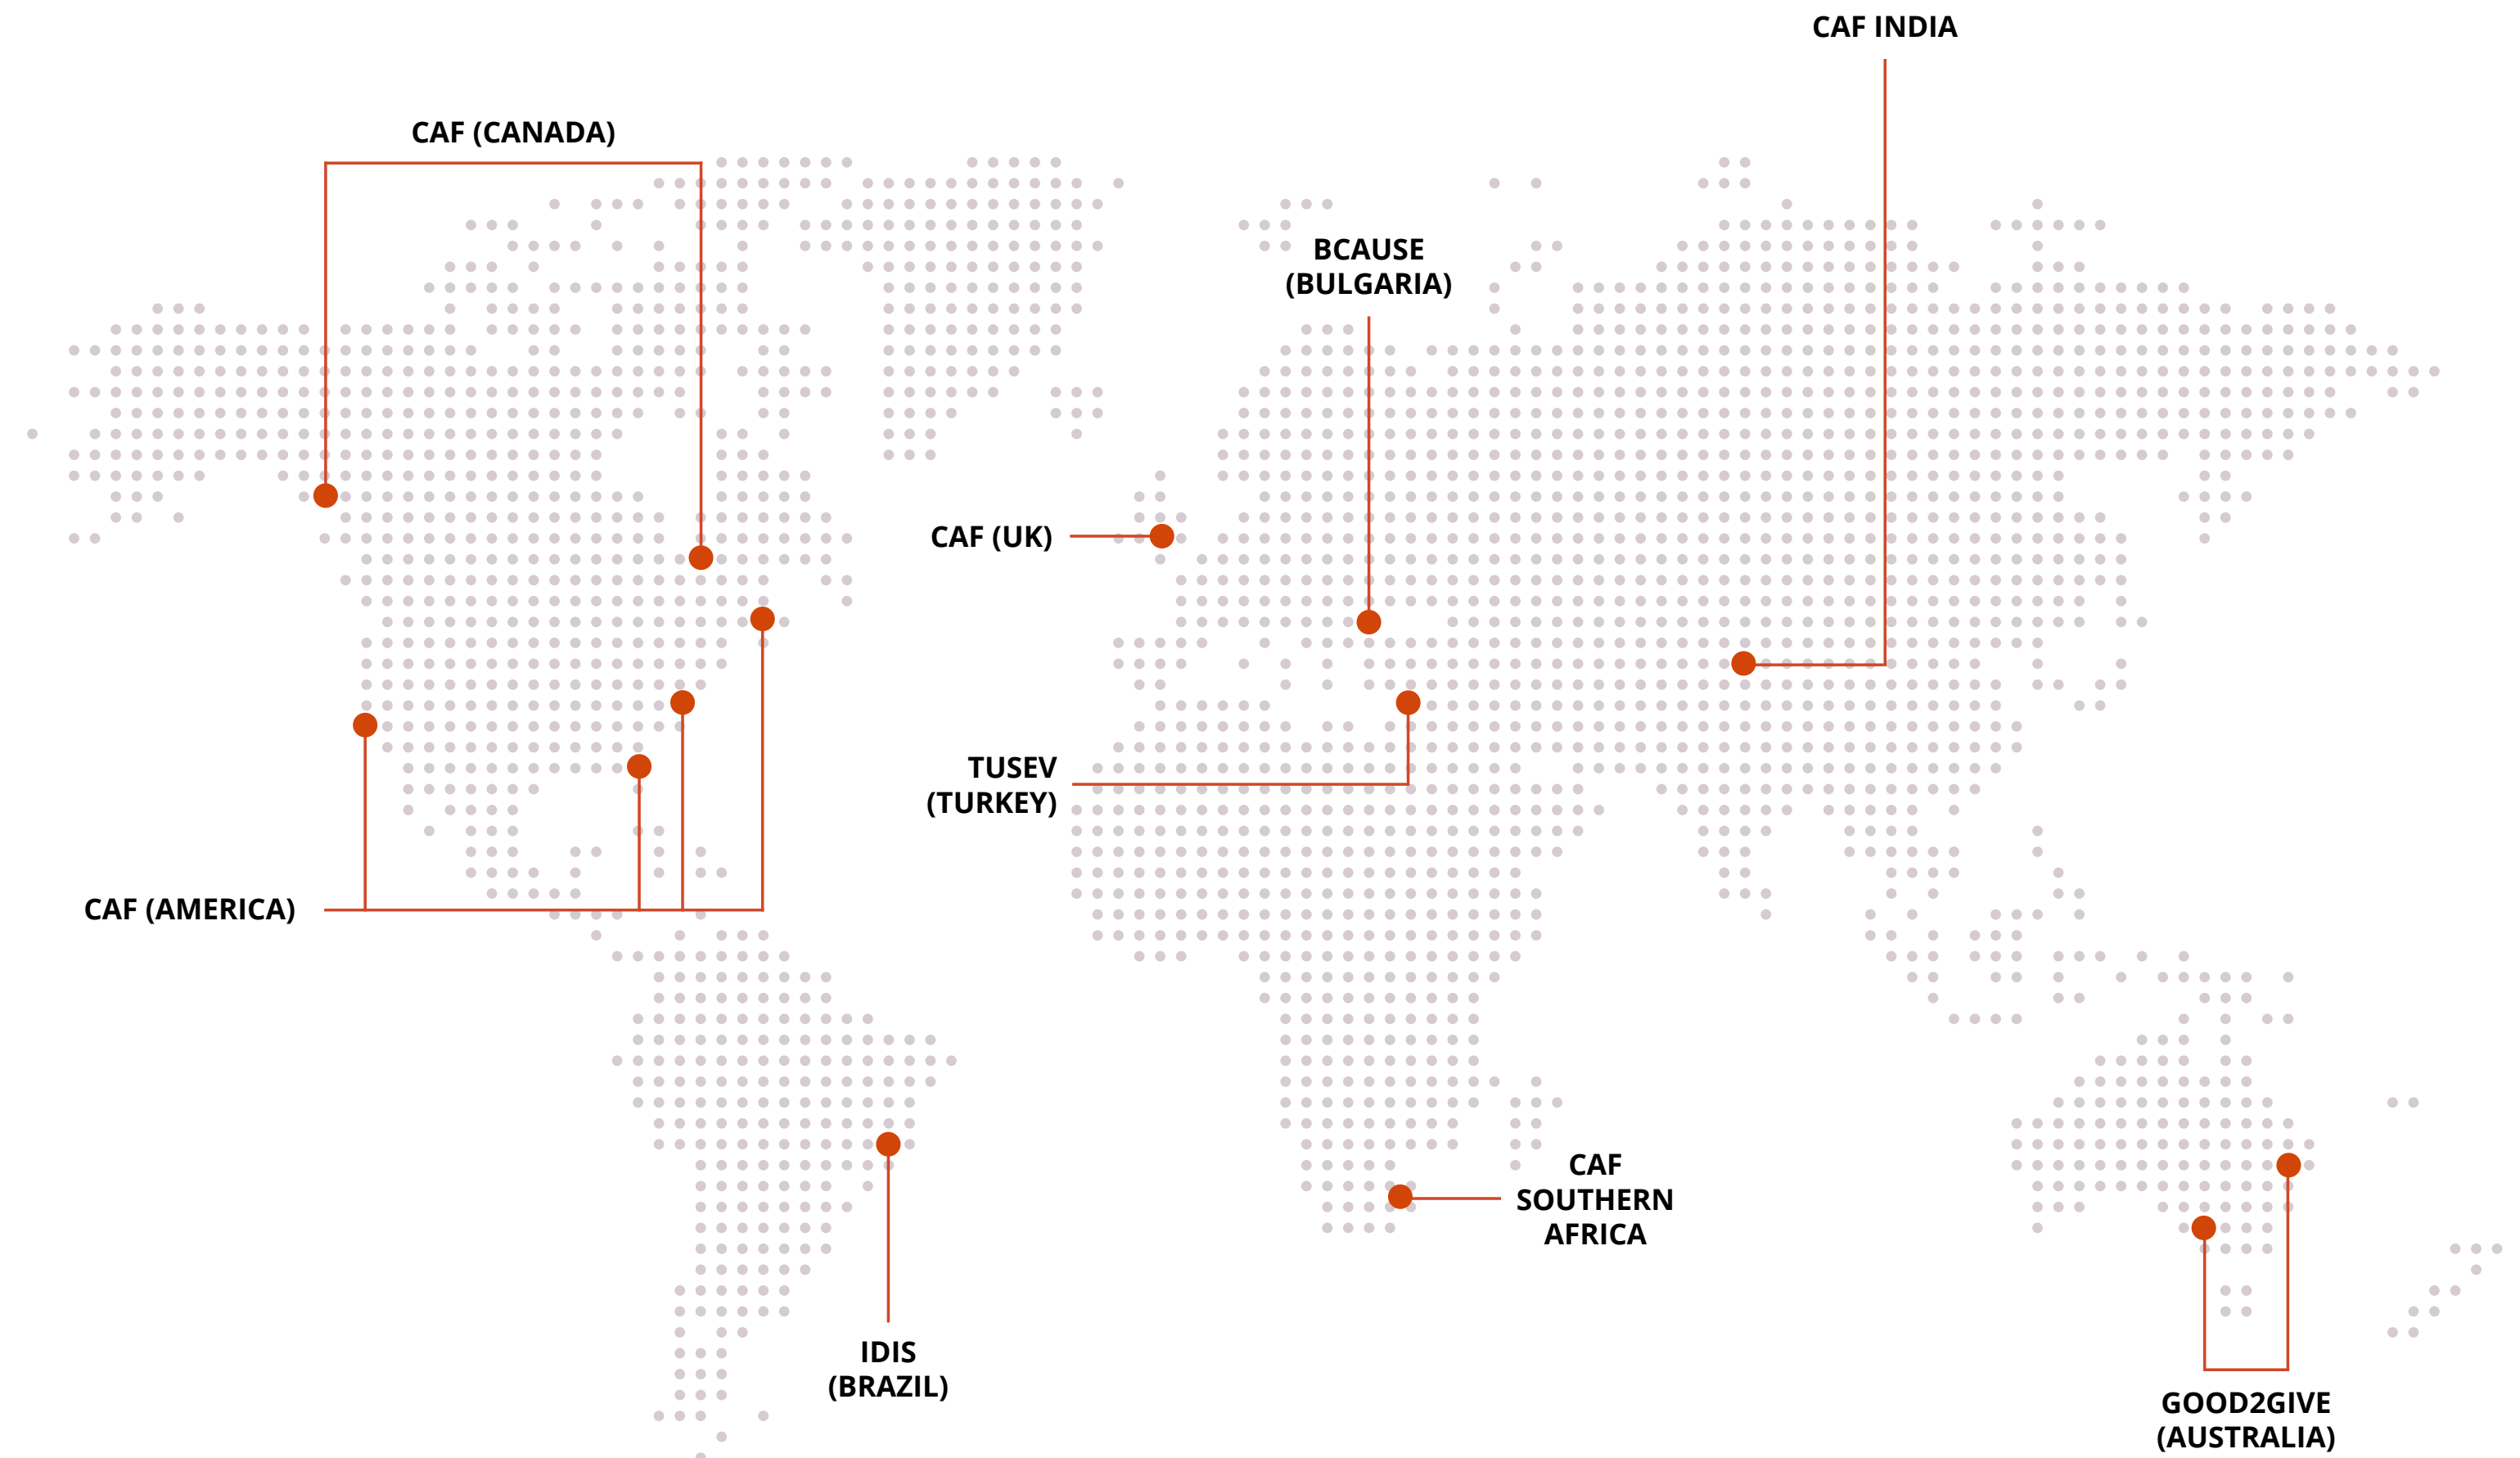 CAF INDIA
CAF (CANADA)
BCAUSE
(BULGARIA)
CAF (UK)
TUSEV
(TURKEY)
CAF (AMERICA)
CAF
SOUTHERN
AFRICA
IDIS
(BRAZIL)
GOOD2GIVE
(AUSTRALIA)